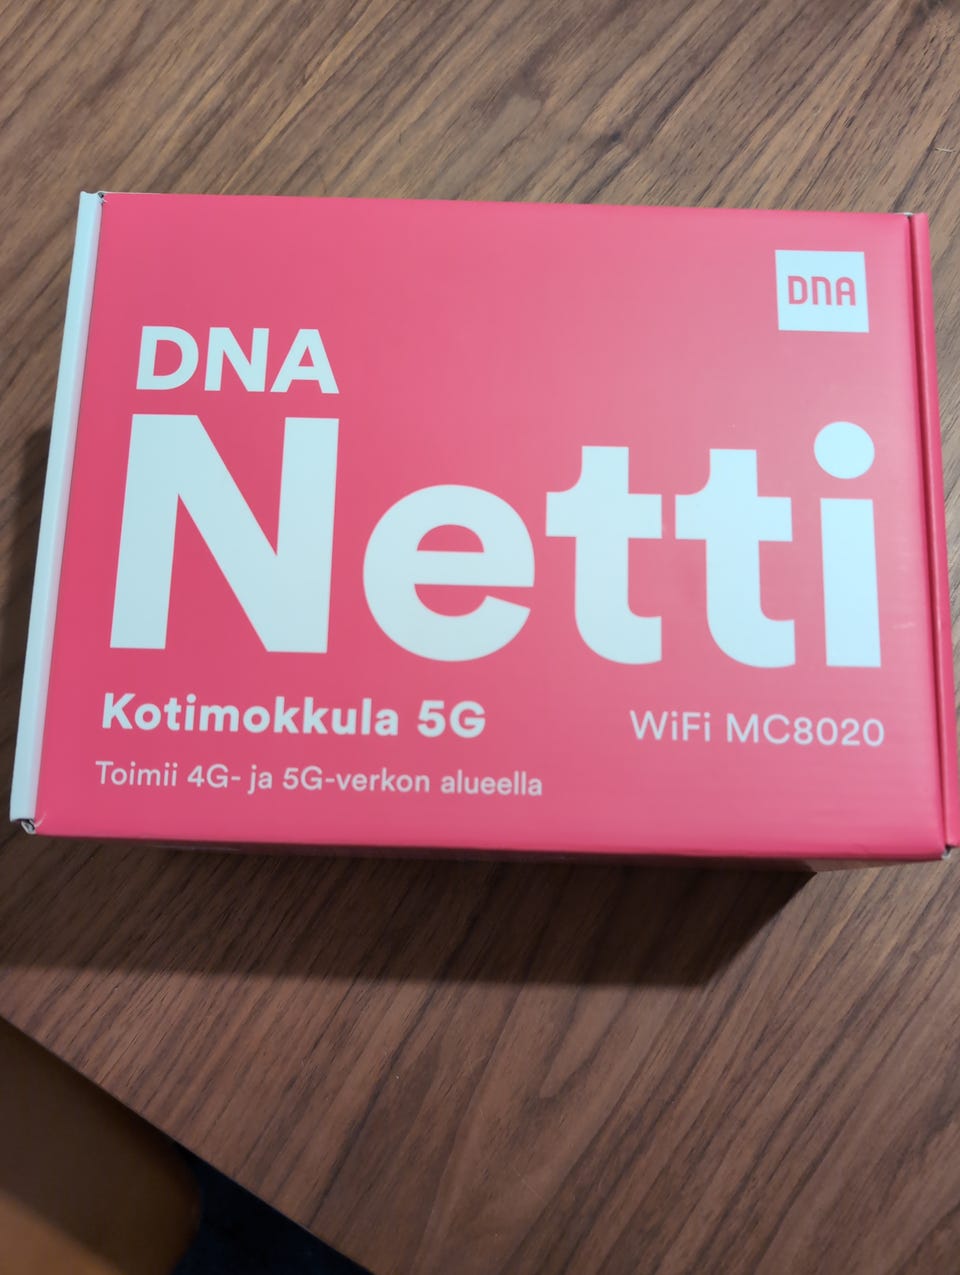 DNA
DNA
Netti
Kotimokkula 5G
WiFi MC8020
Toimii 4G- ja 5G-verkon alueella